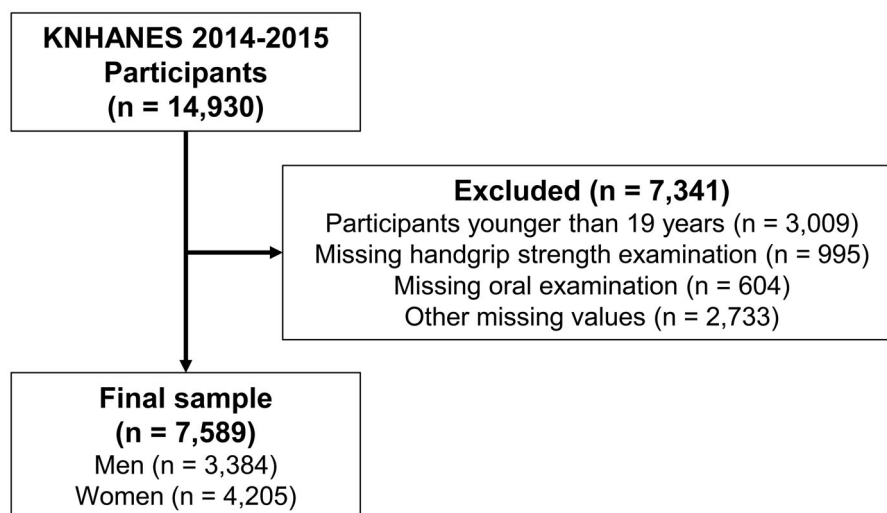 KNHANES 2014-2015
Participants
(n = 14,930)
Excluded (n = 7,341)
Participants younger than 19 years (n = 3,009)
Missing handgrip strength examination (n = 995)
Missing oral examination (n = 604)
Other missing values (n = 2,733)
Final sample
(n = 7,589)
Men (n = 3,384)
Women (n = 4,205)